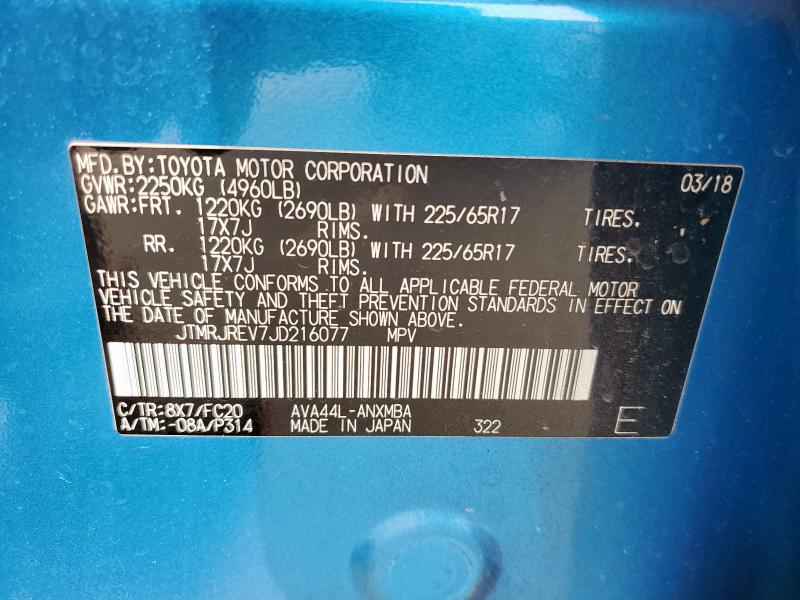 MFD. BY: TOYOTA MOTOR CORPORATION 03/18
GVWR: 2250KG (4960LB)
GAWR: FRT. 1220KG (2690LB) WITH 225/65R17 TIRES.
17X7J RIMS.
RR. 1220KG (2690LB) WITH 225/65R17 TIRES.
17X7J RIMS.
THIS VEHICLE CONFORMS TO ALL APPLICABLE FEDERAL MOTOR
VEHICLE SAFETY AND THEFT PREVENTION STANDARDS IN EFFECT ON
THE DATE OF MANUFACTURE SHOWN ABOVE.
JTMRJREV7JD216077 MPV
C/TR: 8X7/FC20 AVA44L-ANXMBA
A/TM: -08A/P314 MADE IN JAPAN 322 E